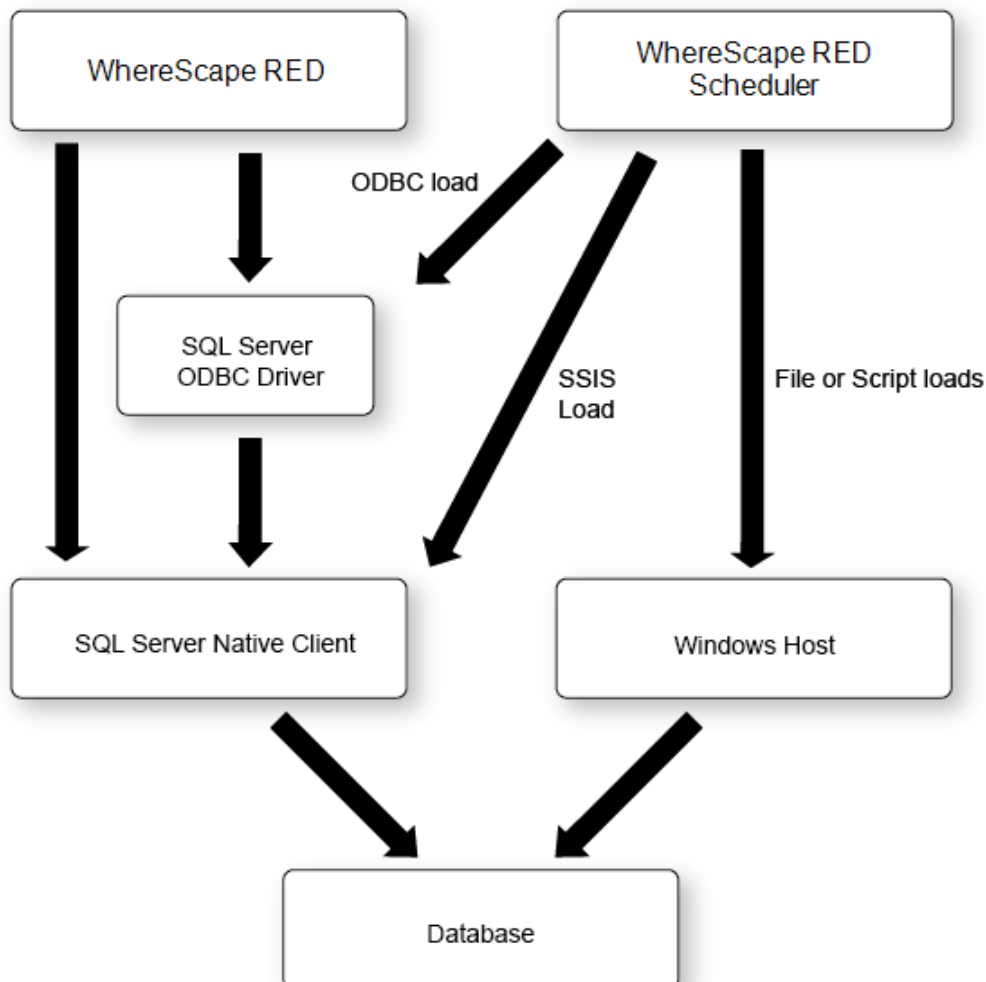 WhereScape RED
WhereScape RED
Scheduler
ODBC load
SQL Server
ODBC Driver
SSIS
Load
File or Script loads
SQL Server Native Client
Windows Host
Database